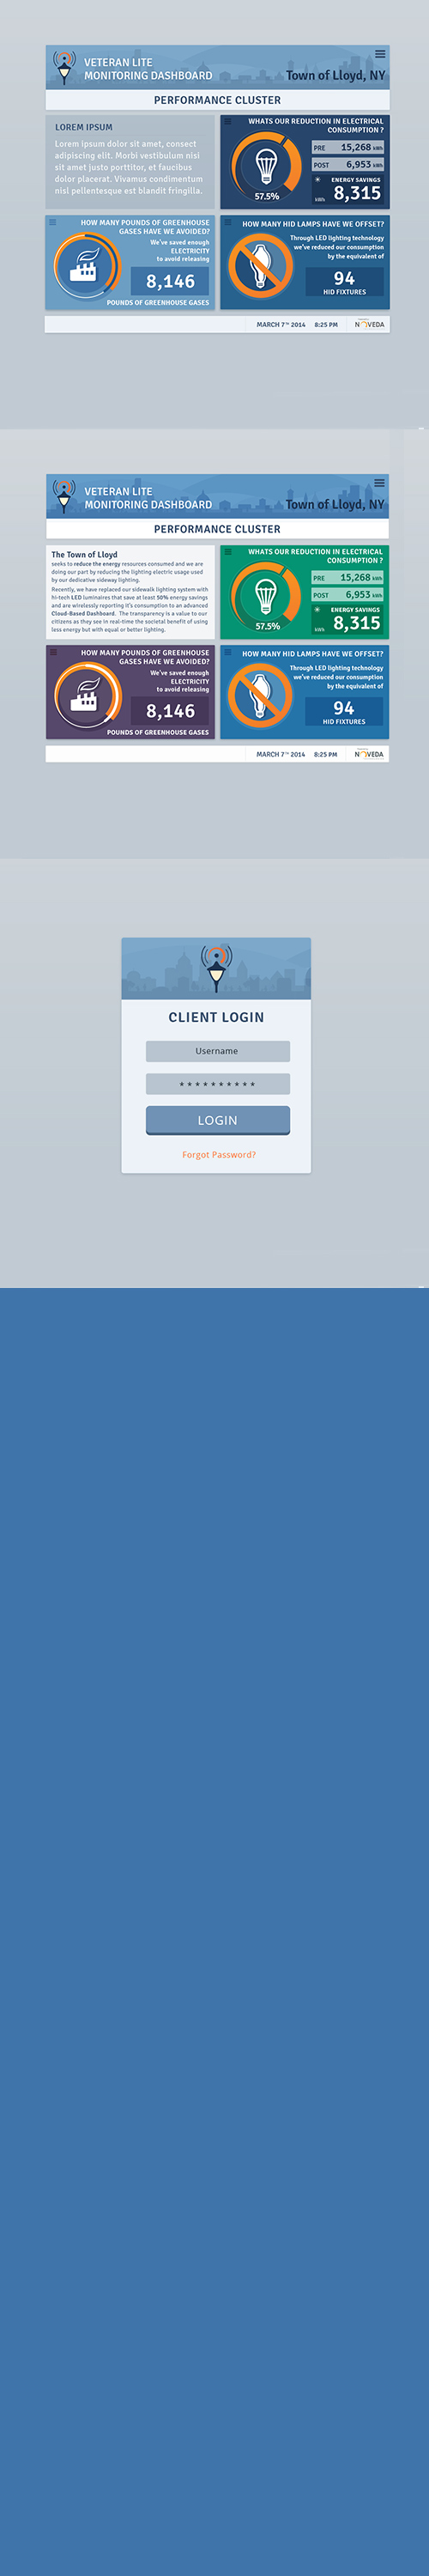 VETERAN LITE
MONITORING DASHBOARD
Town of Lloyd, NY
PERFORMANCE CLUSTER
LOREM IPSUM
Lorem ipsum dolor sit amet, consect
adipiscing elit. Morbi vestibulum nisi
sit amet justo porttitor, et faucibus
dolor placerat. Vivamus condimentum
nisl pellentesque est blandit fringilla.
WHATS OUR REDUCTION IN ELECTRICAL
CONSUMPTION ?
PRE 15,268 kWh
POST 6,953 kWh
ENERGY SAVINGS
kWh 8,315
57.5%
HOW MANY POUNDS OF GREENHOUSE
GASES HAVE WE AVOIDED?
We've saved enough
ELECTRICITY
to avoid releasing
8,146
POUNDS OF GREENHOUSE GASES
HOW MANY HID LAMPS HAVE WE OFFSET?
Through LED lighting technology
we've reduced our consumption
by the equivalent of
94
HID FIXTURES
MARCH 7TH 2014 8:25 PM
NOVEDA
VETERAN LITE
MONITORING DASHBOARD
Town of Lloyd, NY
PERFORMANCE CLUSTER
The Town of Lloyd
seeks to reduce the energy resources consumed and we are
doing our part by reducing the lighting electric usage used
by our dedicative sideway lighting.
Recently, we have replaced our sidewalk lighting system with
hi-tech LED luminaires that save at least 50% energy savings
and are wirelessly reporting it's consumption to an advanced
Cloud-Based Dashboard. The transparency is a value to our
citizens as they see in real-time the societal benefit of using
less energy but with equal or better lighting.
WHATS OUR REDUCTION IN ELECTRICAL
CONSUMPTION ?
PRE 15,268 kWh
POST 6,953 kWh
ENERGY SAVINGS
kWh 8,315
57.5%
HOW MANY POUNDS OF GREENHOUSE
GASES HAVE WE AVOIDED?
We've saved enough
ELECTRICITY
to avoid releasing
8,146
POUNDS OF GREENHOUSE GASES
HOW MANY HID LAMPS HAVE WE OFFSET?
Through LED lighting technology
we've reduced our consumption
by the equivalent of
94
HID FIXTURES
MARCH 7TH 2014 8:25 PM
NOVEDA
CLIENT LOGIN
Username
* * * * * * * * * *
LOGIN
Forgot Password?